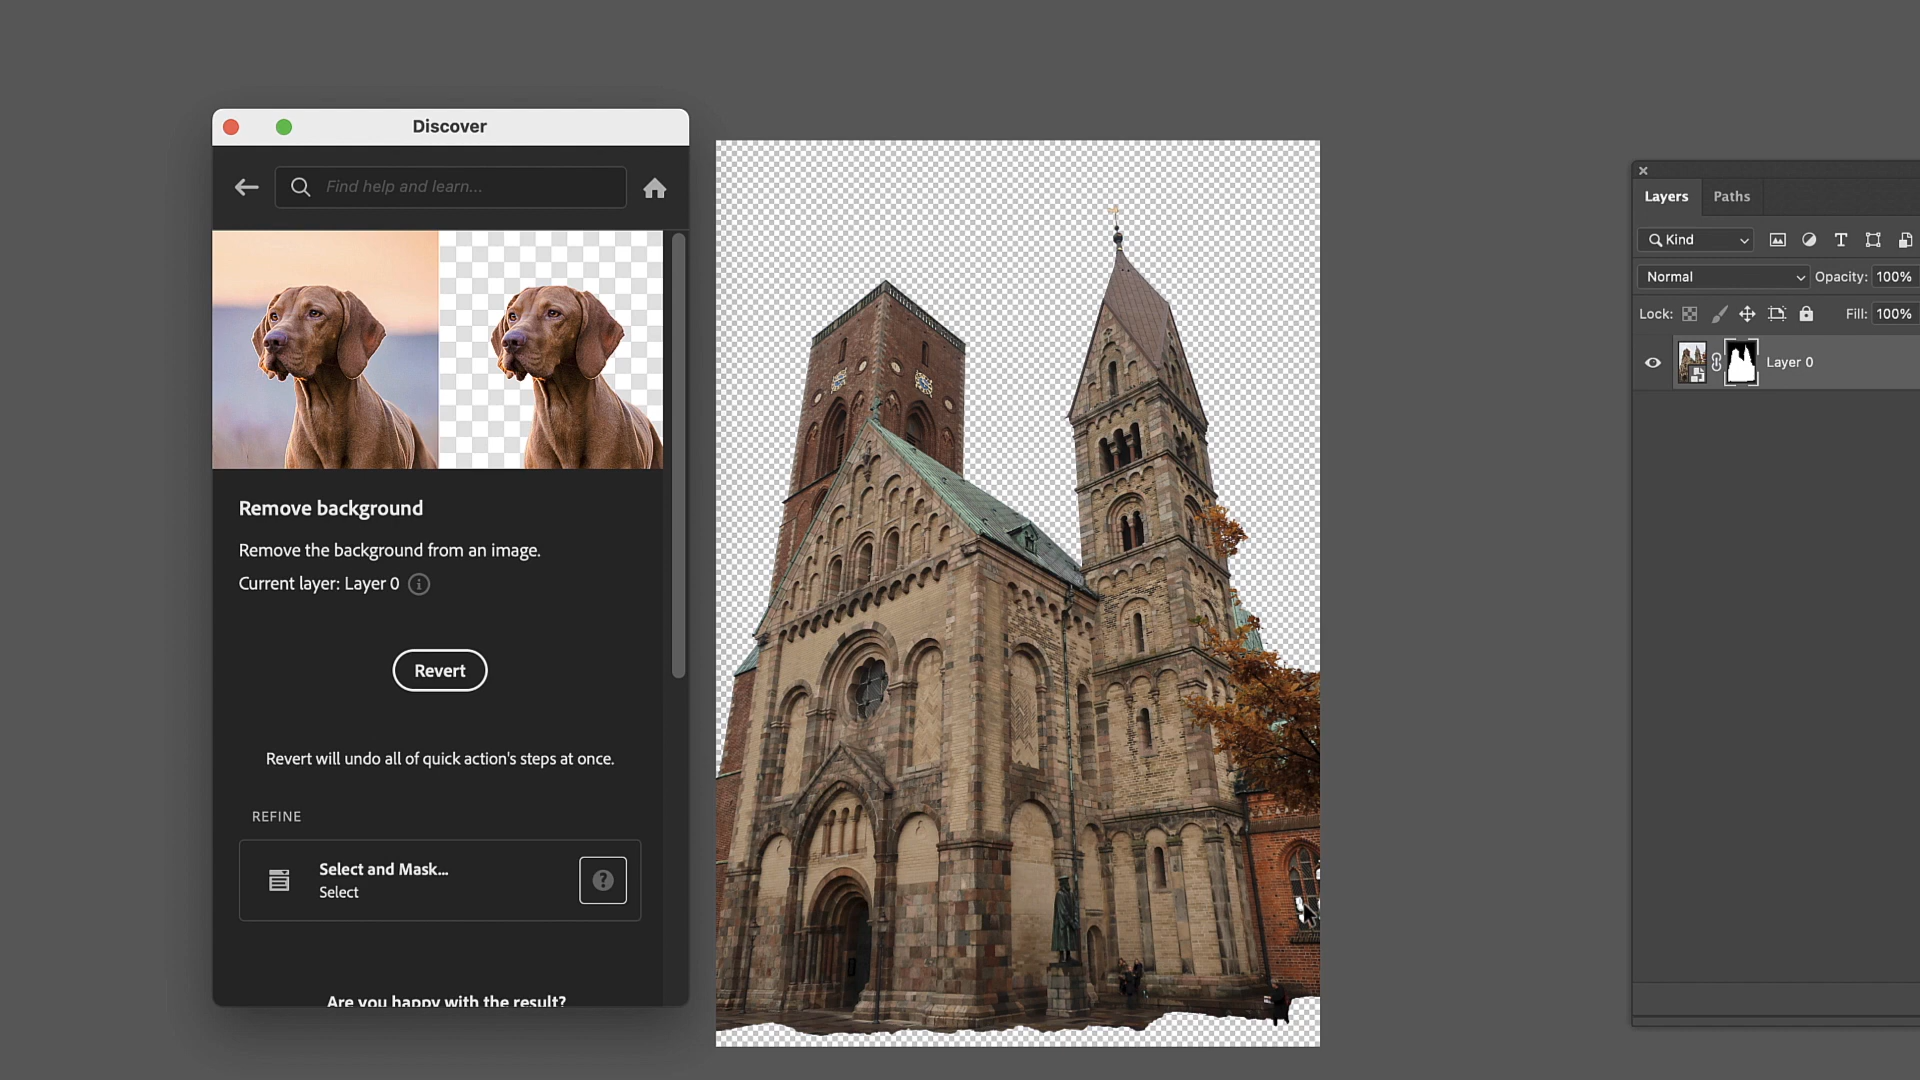 Discover
Find help and learn...
Remove background
Remove the background from an image.
Current layer: Layer 0
Revert
Revert will undo all of quick action's steps at once.
REFINE
Select and Mask...
Select
Are you happy with the result?
Layers Paths
Kind
Normal Opacity: 100%
Lock: Fill: 100%
Layer 0